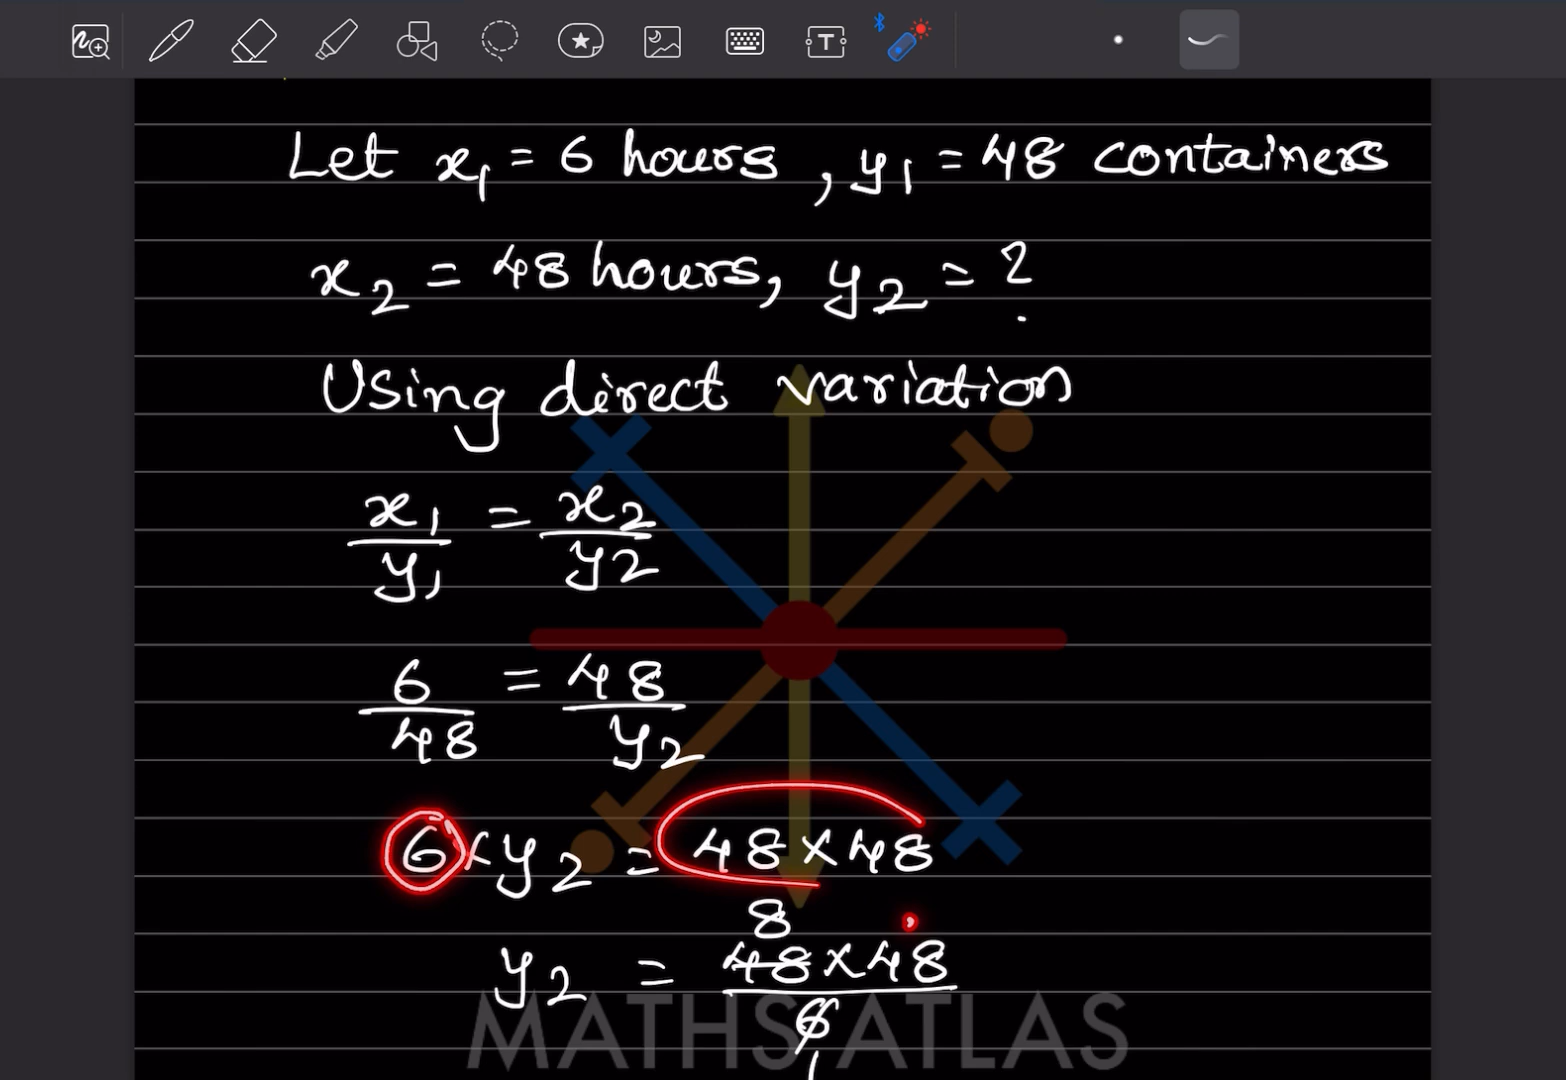 Let x₁ = 6 hours, y₁ = 48 containers
x₂ = 48 hours, y₂ = ?
Using direct variation
x₁/y₁ = x₂/y₂
6/48 = 48/y₂
6 × y₂ = 48 × 48
8
y₂ = 48 × 48/6
1
MATHS ATLAS